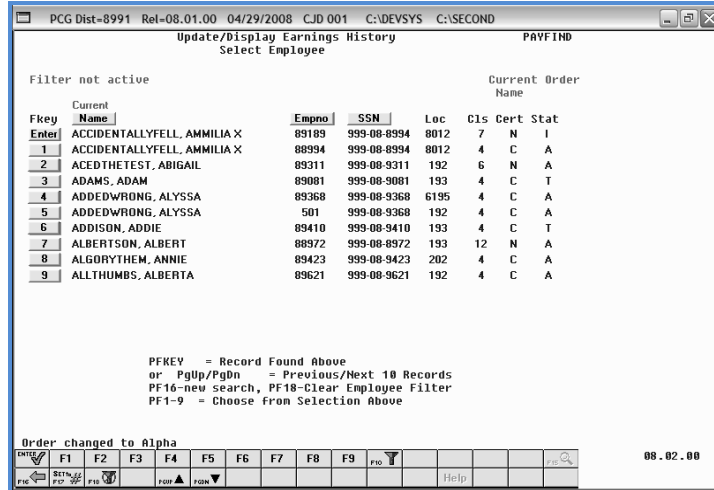 PCG Dist=8991 Rel=08.01.00 04/29/2008 CJD 001 C:\DEVSYS C:\SECOND
Update/Display Earnings History PAYFIND
Select Employee
Filter not active Current Order
Name
Current
Fkey Name Empno SSN Loc Cls Cert Stat
Enter ACCIDENTALLYFELL, AMMILIA X 89189 999-08-8994 8012 7 N I
1 ACCIDENTALLYFELL, AMMILIA X 88994 999-08-8994 8012 4 C A
2 ACEDTHETEST, ABIGAIL 89311 999-08-9311 192 6 N A
3 ADAMS, ADAM 89081 999-08-9081 193 4 C T
4 ADDEDWRONG, ALYSSA 89368 999-08-9368 6195 4 C A
5 ADDEDWRONG, ALYSSA 501 999-08-9368 192 4 C A
6 ADDISON, ADDIE 89410 999-08-9410 193 4 C T
7 ALBERTSON, ALBERT 88972 999-08-8972 193 12 N A
8 ALGORYTHEM, ANNIE 89423 999-08-9423 202 4 C A
9 ALLTHUMBS, ALBERTA 89621 999-08-9621 192 4 C A
PFKEY = Record Found Above
or PgUp/PgDn = Previous/Next 10 Records
PF16-new search, PF18-Clear Employee Filter
PF1-9 = Choose from Selection Above
Order changed to Alpha
ENTER F1 F2 F3 F4 F5 F6 F7 F8 F9 F10 F15 08.02.00
F16 F17 F18 PGUP PGDN Help